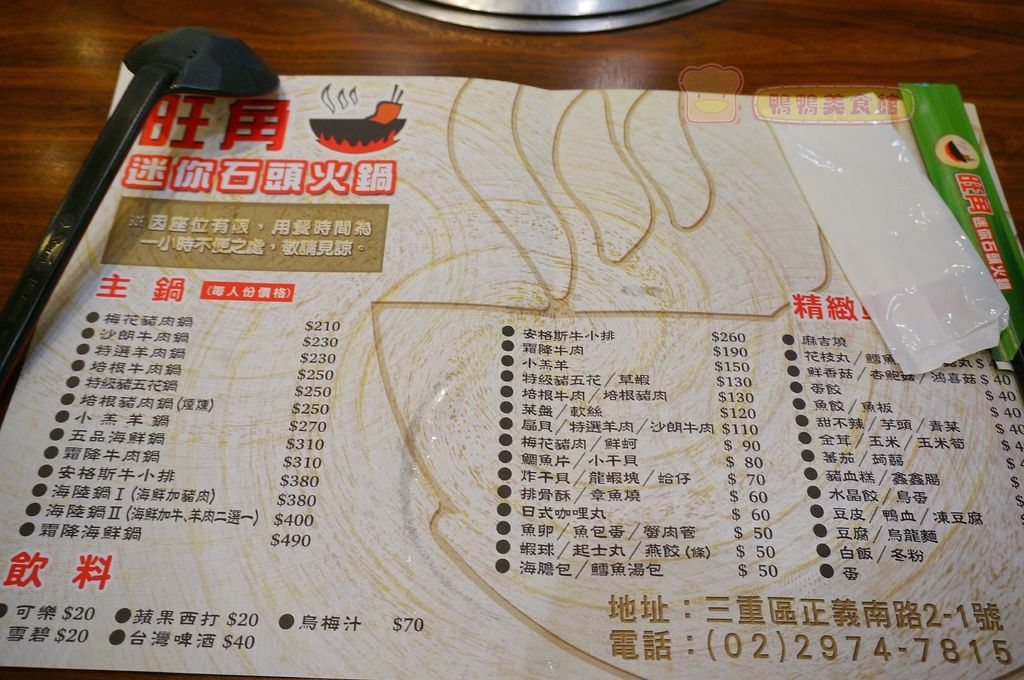 鴨鴨美食館
旺角
迷你石頭火鍋
旺角迷你石頭火鍋
※因座位有限，用餐時間為
一小時不便之處，敬請見諒。
主鍋 (每人份價格)
梅花豬肉鍋 $210
沙朗牛肉鍋 $230
特選羊肉鍋 $230
培根牛肉鍋 $250
特級豬五花鍋 $250
培根豬肉鍋(煙燻) $250
小羔羊鍋 $270
五品海鮮鍋 $310
霜降牛肉鍋 $310
安格斯牛小排 $380
海陸鍋Ⅰ(海鮮加豬肉) $380
海陸鍋Ⅱ(海鮮加牛、羊肉二選一) $400
霜降海鮮鍋 $490
安格斯牛小排 $260
霜降牛肉 $190
小羔羊 $150
特級豬五花/草蝦 $130
培根牛肉/培根豬肉 $130
菜盤/軟絲 $120
扇貝/特選羊肉/沙朗牛肉 $110
梅花豬肉/鮮蚵 $ 90
鯛魚片/小干貝 $ 80
炸干貝/龍蝦塊/蛤仔 $ 70
排骨酥/章魚燒 $ 60
日式咖哩丸 $ 60
魚卵/魚包蛋/蟹肉管 $ 50
蝦球/起士丸/燕餃(條) $ 50
海膽包/鱈魚湯包 $ 50
精緻
麻吉燒
花枝丸/鱈魚 丸 $ 40
鮮香菇/杏鮑菇/鴻喜菇 $ 40
蛋餃 $ 40
魚餃/魚板 $ 40
甜不辣/芋頭/青菜 $ 40
金茸/玉米/玉米筍
蕃茄/蒟蒻
豬血糕/鑫鑫腸
水晶餃/鳥蛋
豆皮/鴨血/凍豆腐
豆腐/烏龍麵
白飯/冬粉
蛋
飲料
可樂 $20 蘋果西打 $20 烏梅汁 $70
雪碧 $20 台灣啤酒 $40
地址：三重區正義南路2-1號
電話：(02)2974-7815